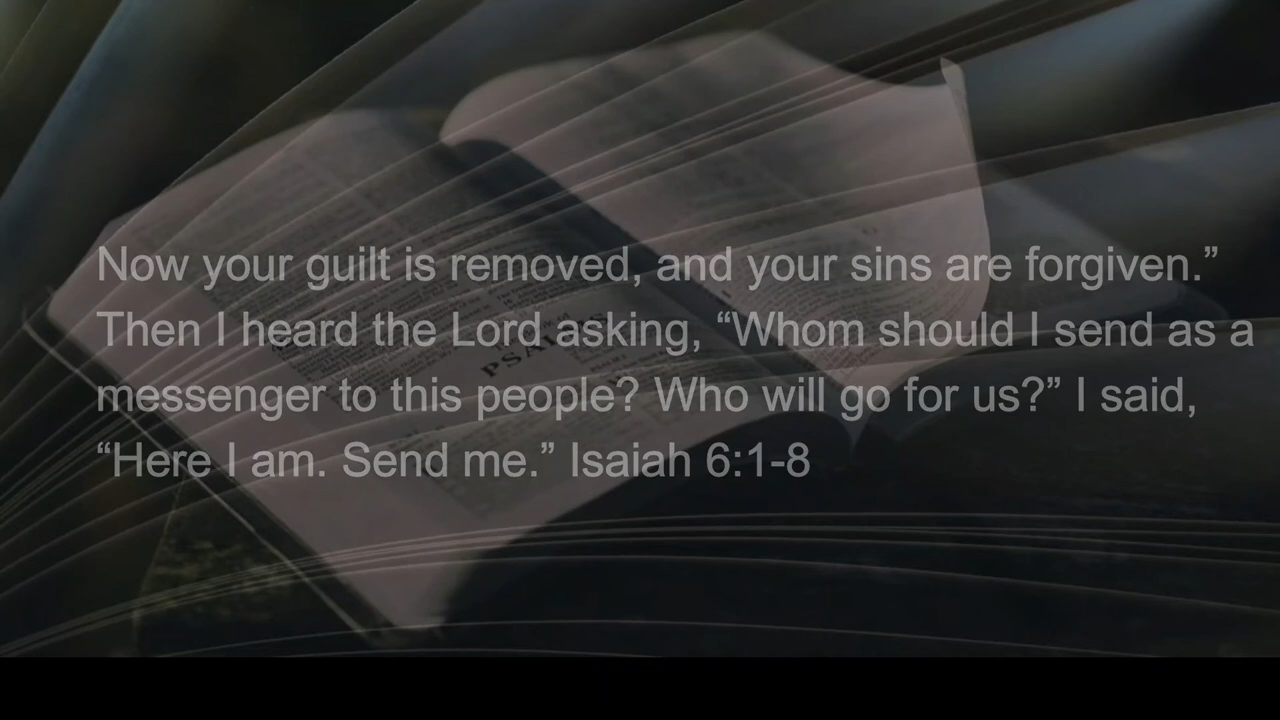 Now your guilt is removed, and your sins are forgiven.”
Then I heard the Lord asking, “Whom should I send as a
messenger to this people? Who will go for us?” I said,
“Here I am. Send me.” Isaiah 6:1-8
PSALMS